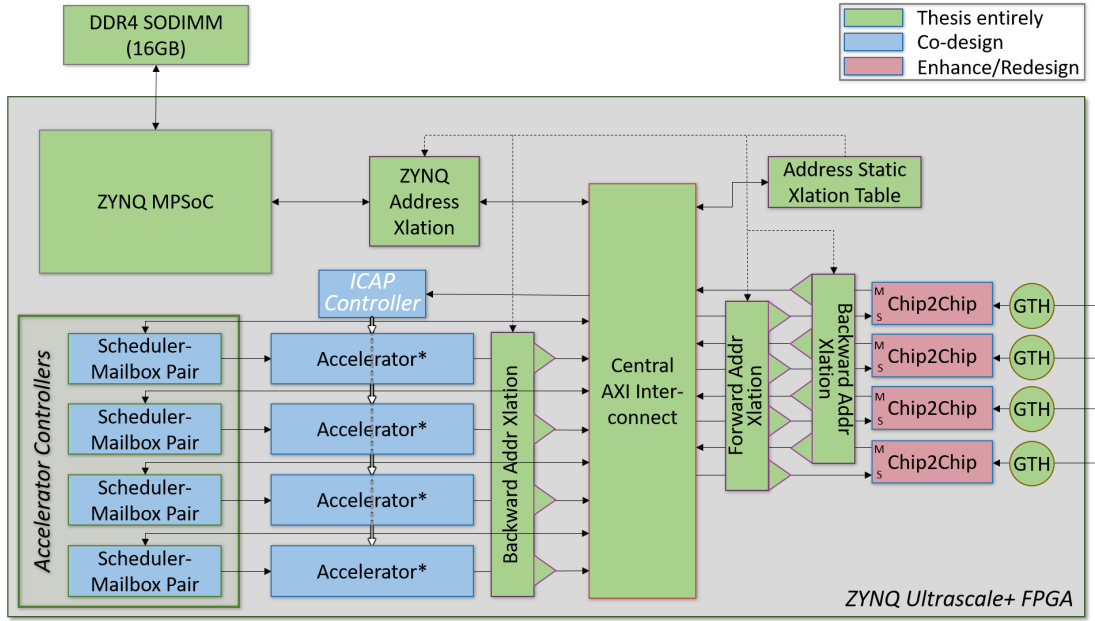 DDR4 SODIMM
(16GB)
Thesis entirely
Co-design
Enhance/Redesign
ZYNQ MPSoC
ZYNQ
Address
Xlation
Address Static
Xlation Table
ICAP
Controller
Accelerator Controllers
Scheduler-
Mailbox Pair
Accelerator*
Scheduler-
Mailbox Pair
Accelerator*
Scheduler-
Mailbox Pair
Accelerator*
Scheduler-
Mailbox Pair
Accelerator*
Backward Addr Xlation
Central
AXI Inter-
connect
Forward Addr
Xlation
Backward Addr
Xlation
M
Chip2Chip
S
GTH
M
Chip2Chip
S
GTH
M
Chip2Chip
S
GTH
M
Chip2Chip
S
GTH
ZYNQ Ultrascale+ FPGA